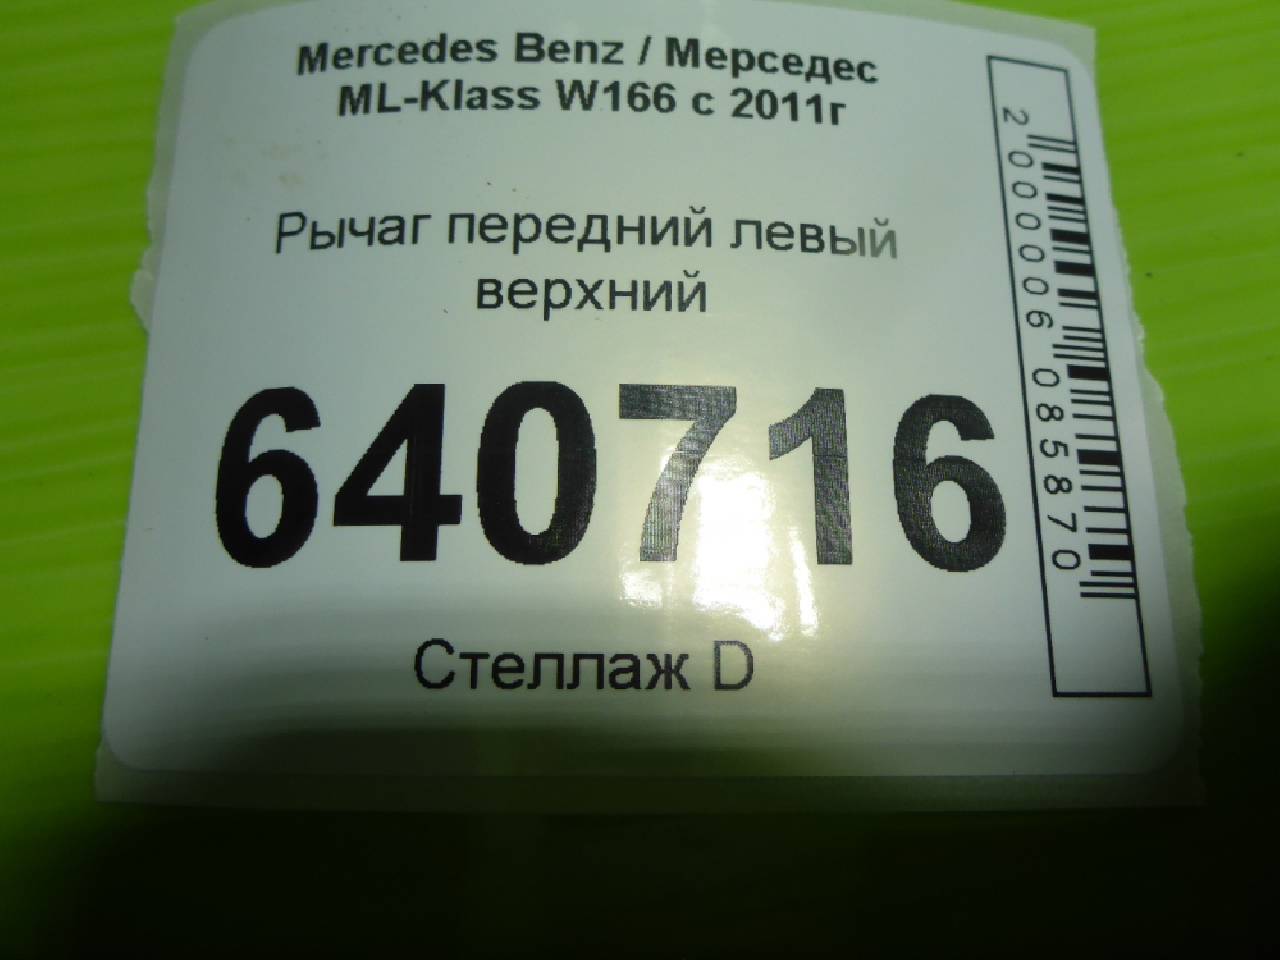 Mercedes Benz / Мерседес
ML-Klass W166 с 2011г
Рычаг передний левый
верхний
640716
Стеллаж D
2000006085870